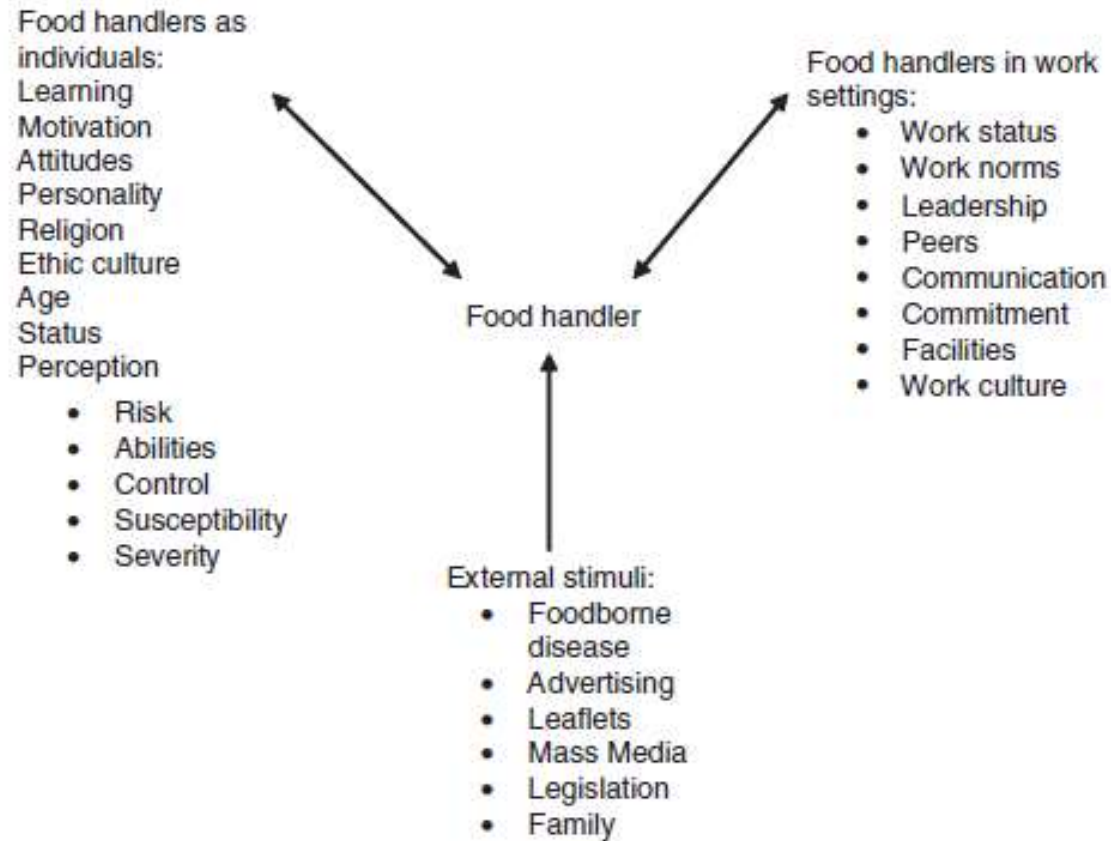 Food handlers as
individuals:
Learning
Motivation
Attitudes
Personality
Religion
Ethic culture
Age
Status
Perception
• Risk
• Abilities
• Control
• Susceptibility
• Severity
Food handlers in work
settings:
• Work status
• Work norms
• Leadership
• Peers
• Communication
• Commitment
• Facilities
• Work culture
Food handler
External stimuli:
• Foodborne
disease
• Advertising
• Leaflets
• Mass Media
• Legislation
• Family